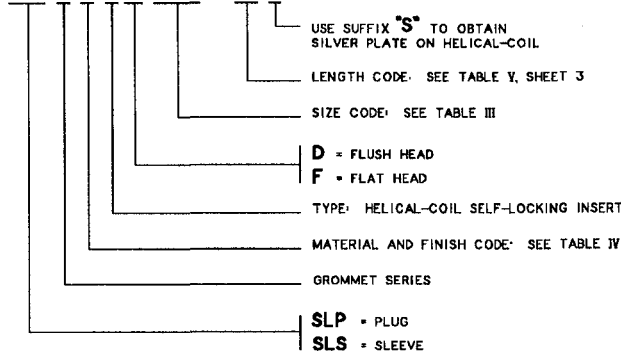 USE SUFFIX "S" TO OBTAIN
SILVER PLATE ON HELICAL-COIL
LENGTH CODE: SEE TABLE V, SHEET 3
SIZE CODE: SEE TABLE III
D = FLUSH HEAD
F = FLAT HEAD
TYPE: HELICAL-COIL SELF-LOCKING INSERT
MATERIAL AND FINISH CODE: SEE TABLE IV
GROMMET SERIES
SLP = PLUG
SLS = SLEEVE